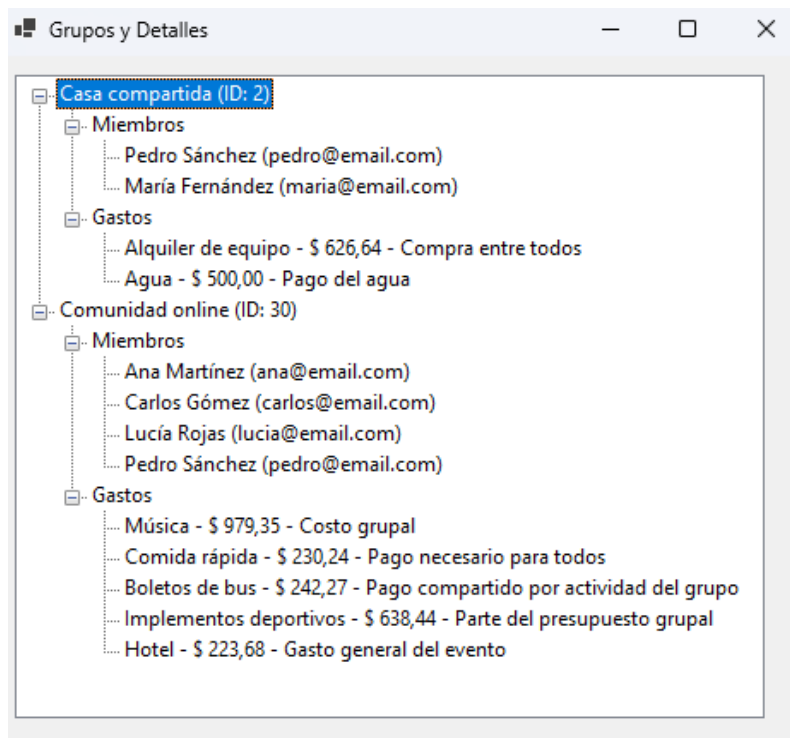 Grupos y Detalles
Casa compartida (ID: 2)
Miembros
Pedro Sánchez (pedro@email.com)
María Fernández (maria@email.com)
Gastos
Alquiler de equipo - $ 626,64 - Compra entre todos
Agua - $ 500,00 - Pago del agua
Comunidad online (ID: 30)
Miembros
Ana Martínez (ana@email.com)
Carlos Gómez (carlos@email.com)
Lucía Rojas (lucia@email.com)
Pedro Sánchez (pedro@email.com)
Gastos
Música - $ 979,35 - Costo grupal
Comida rápida - $ 230,24 - Pago necesario para todos
Boletos de bus - $ 242,27 - Pago compartido por actividad del grupo
Implementos deportivos - $ 638,44 - Parte del presupuesto grupal
Hotel - $ 223,68 - Gasto general del evento